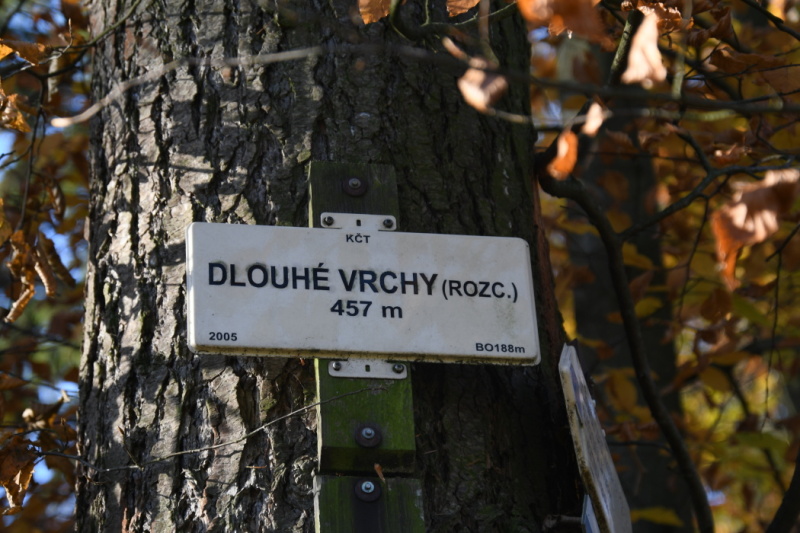 KČT
DLOUHÉ VRCHY (ROZC.)
457 m
2005 BO188m